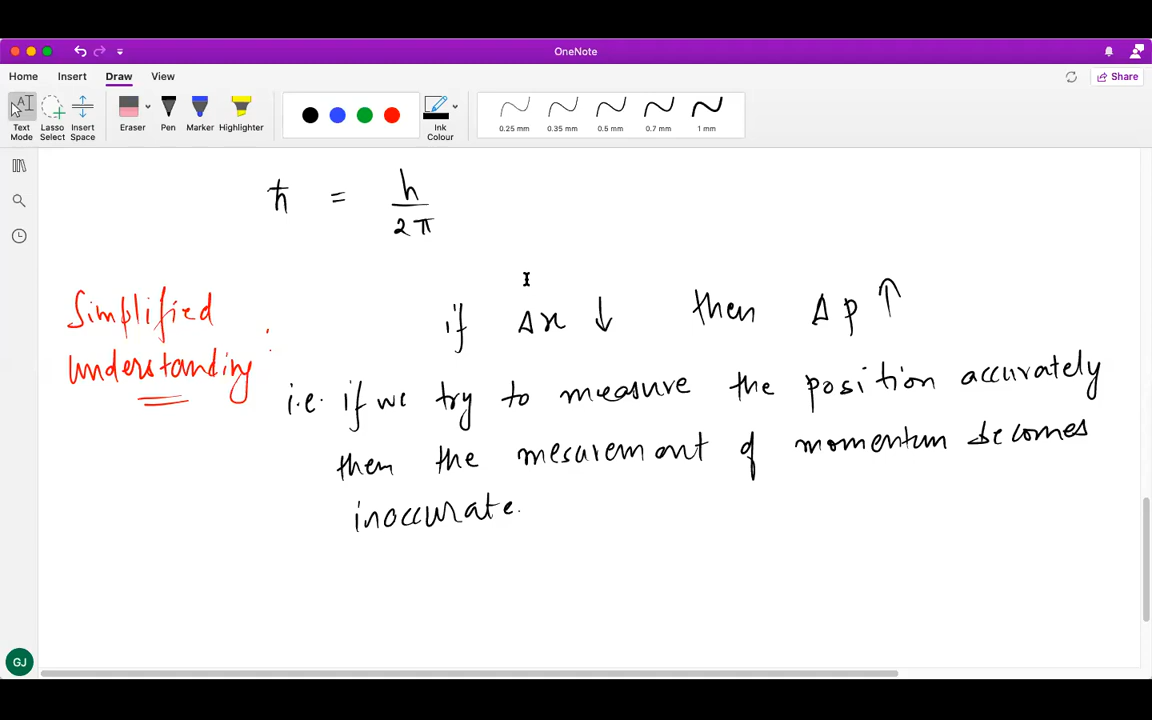 OneNote
Home Insert Draw View
Share
Text Mode
Lasso Select
Insert Space
Eraser
Pen
Marker
Highlighter
Ink Colour
0.25 mm
0.35 mm
0.5 mm
0.7 mm
1 mm
ħ = h / 2π
Simplified
understanding :
if Δx ↓ then Δp ↑
i.e. if we try to measure the position accurately
then the mesurement of momentum becomes
inaccurate.
GJ